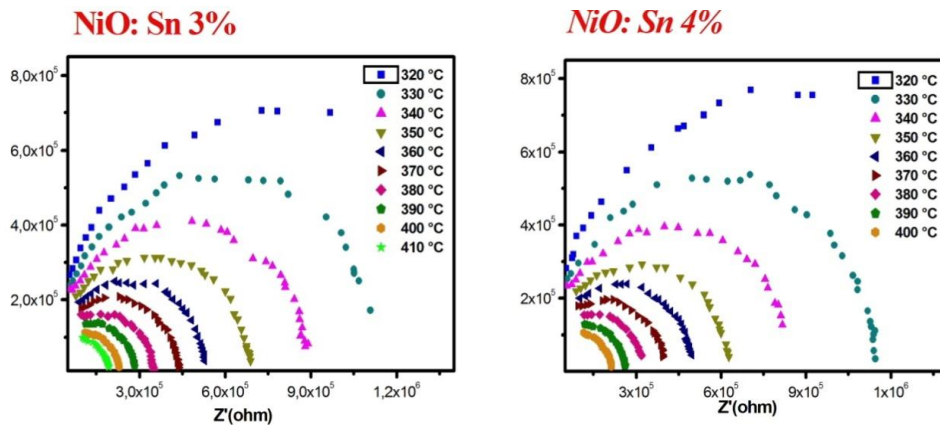 NiO: Sn 3%
8,0x10⁵
6,0x10⁵
4,0x10⁵
2,0x10⁵
320 °C
330 °C
340 °C
350 °C
360 °C
370 °C
380 °C
390 °C
400 °C
410 °C
3,0x10⁵ 6,0x10⁵ 9,0x10⁵ 1,2x10⁶
Z'(ohm)
NiO: Sn 4%
8x10⁵
6x10⁵
4x10⁵
2x10⁵
320 °C
330 °C
340 °C
350 °C
360 °C
370 °C
380 °C
390 °C
400 °C
3x10⁵ 6x10⁵ 9x10⁵ 1x10⁶
Z'(ohm)